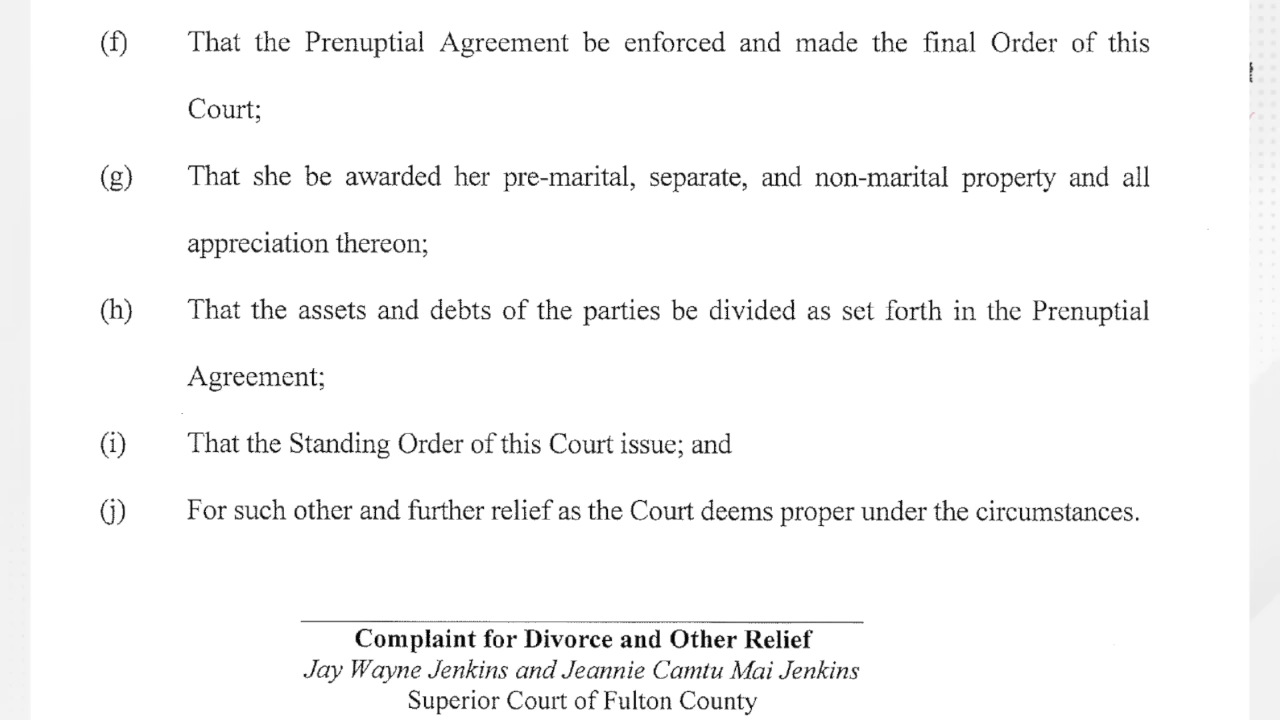 (f) That the Prenuptial Agreement be enforced and made the final Order of this
Court;
(g) That she be awarded her pre-marital, separate, and non-marital property and all
appreciation thereon;
(h) That the assets and debts of the parties be divided as set forth in the Prenuptial
Agreement;
(i) That the Standing Order of this Court issue; and
(j) For such other and further relief as the Court deems proper under the circumstances.
Complaint for Divorce and Other Relief
Jay Wayne Jenkins and Jeannie Camtu Mai Jenkins
Superior Court of Fulton County